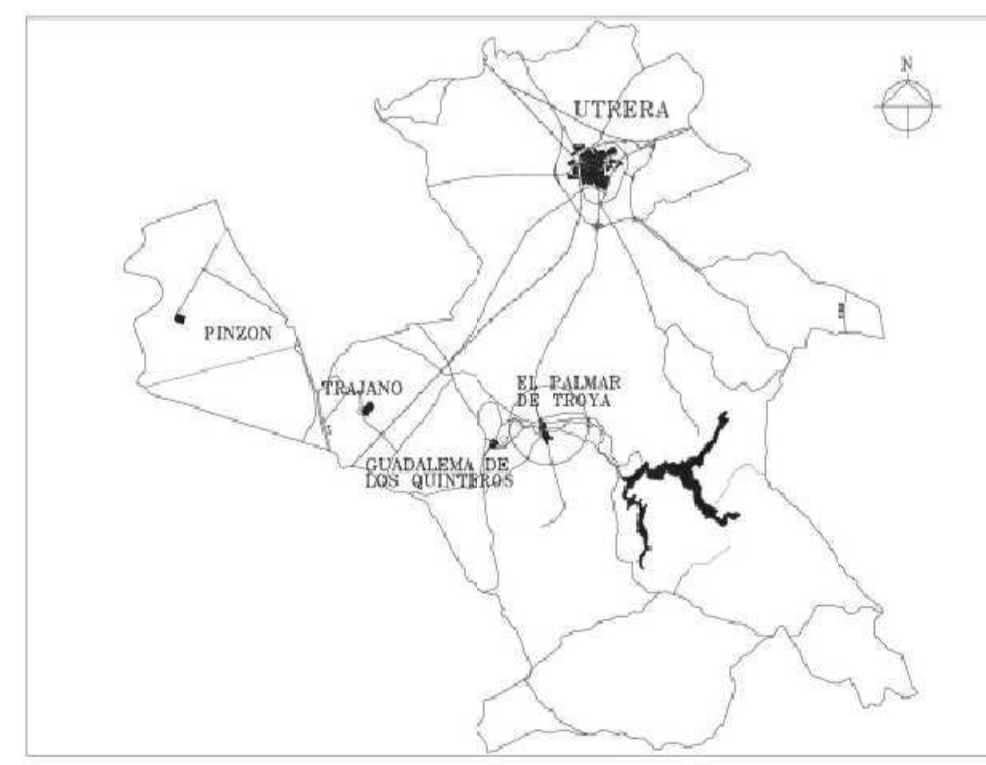 N
UTRERA
PINZON
TRAJANO
EL PALMAR
DE TROYA
GUADALEMA DE
LOS QUINTEROS